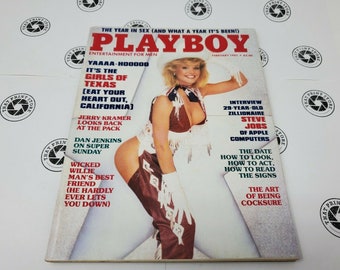 THE YEAR IN SEX (AND WHAT A YEAR IT'S BEEN!)
PLAYBOY
ENTERTAINMENT FOR MEN
FEBRUARY 1985
YAAAA-HOOOOO
IT'S THE
GIRLS OF
TEXAS
(EAT YOUR
HEART OUT,
CALIFORNIA)
JERRY KRAMER
LOOKS BACK
AT THE PACK
DAN JENKINS
ON SUPER
SUNDAY
WICKED
WILLIE
MAN'S BEST
FRIEND
(HE HARDLY
EVER LETS
YOU DOWN)
INTERVIEW
29-YEAR-OLD
ZILLIONAIRE
STEVE
JOBS
OF APPLE
COMPUTERS
THE DATE
HOW TO LOOK,
HOW TO ACT,
HOW TO READ
THE SIGNS
THE ART
OF BEING
COCKSURE